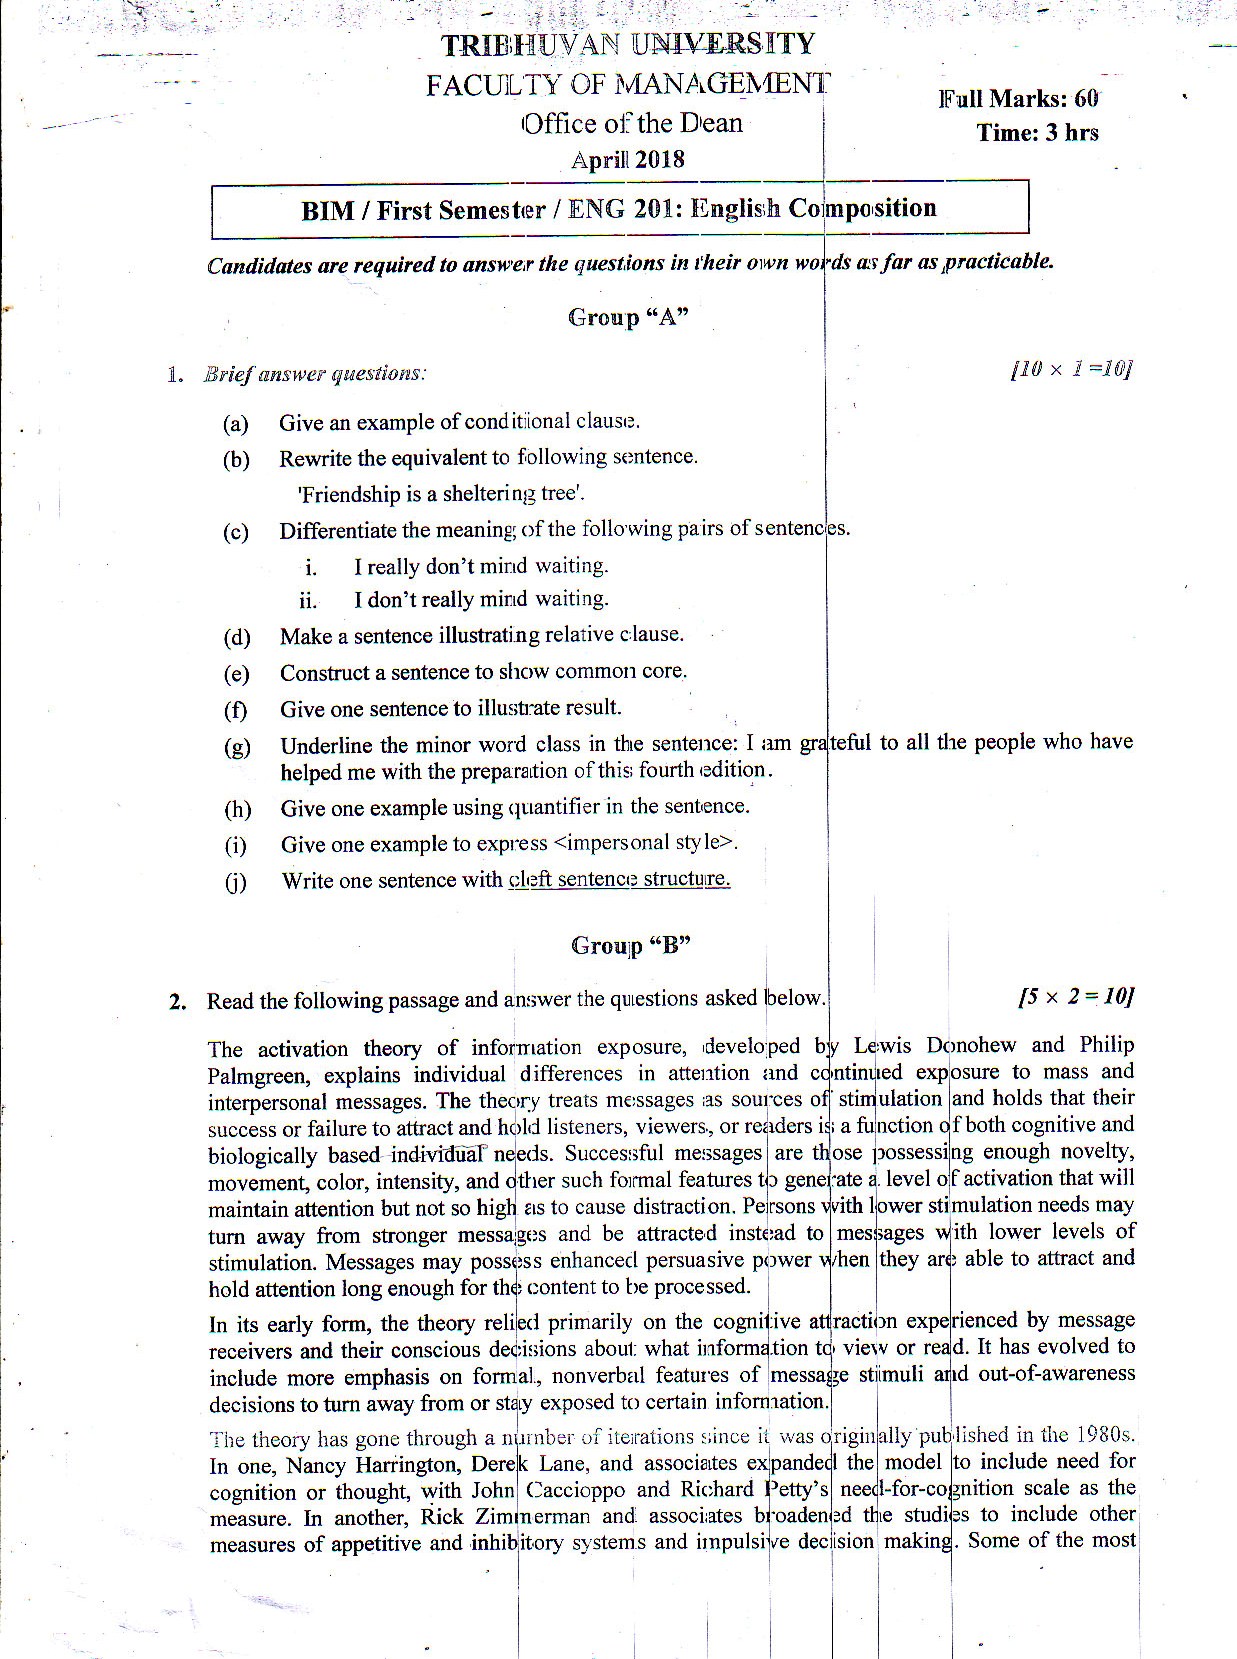 TRIBHUVAN UNIVERSITY
FACULTY OF MANAGEMENT
Office of the Dean
April 2018
Full Marks: 60
Time: 3 hrs
BIM / First Semester / ENG 201: English Composition
Candidates are required to answer the questions in their own words as far as practicable.
Group “A”
1. Brief answer questions: [10 × 1 =10]
(a) Give an example of conditional clause.
(b) Rewrite the equivalent to following sentence.
'Friendship is a sheltering tree'.
(c) Differentiate the meaning of the following pairs of sentences.
i. I really don’t mind waiting.
ii. I don’t really mind waiting.
(d) Make a sentence illustrating relative clause.
(e) Construct a sentence to show common core.
(f) Give one sentence to illustrate result.
(g) Underline the minor word class in the sentence: I am grateful to all the people who have
helped me with the preparation of this fourth edition.
(h) Give one example using quantifier in the sentence.
(i) Give one example to express <impersonal style>.
(j) Write one sentence with cleft sentence structure.
Group “B”
2. Read the following passage and answer the questions asked below. [5 × 2 = 10]
The activation theory of information exposure, developed by Lewis Donohew and Philip
Palmgreen, explains individual differences in attention and continued exposure to mass and
interpersonal messages. The theory treats messages as sources of stimulation and holds that their
success or failure to attract and hold listeners, viewers, or readers is a function of both cognitive and
biologically based individual needs. Successful messages are those possessing enough novelty,
movement, color, intensity, and other such formal features to generate a level of activation that will
maintain attention but not so high as to cause distraction. Persons with lower stimulation needs may
turn away from stronger messages and be attracted instead to messages with lower levels of
stimulation. Messages may possess enhanced persuasive power when they are able to attract and
hold attention long enough for the content to be processed.
In its early form, the theory relied primarily on the cognitive attraction experienced by message
receivers and their conscious decisions about what information to view or read. It has evolved to
include more emphasis on formal, nonverbal features of message stimuli and out-of-awareness
decisions to turn away from or stay exposed to certain information.
The theory has gone through a number of iterations since it was originally published in the 1980s.
In one, Nancy Harrington, Derek Lane, and associates expanded the model to include need for
cognition or thought, with John Caccioppo and Richard Petty’s need-for-cognition scale as the
measure. In another, Rick Zimmerman and associates broadened the studies to include other
measures of appetitive and inhibitory systems and impulsive decision making. Some of the most